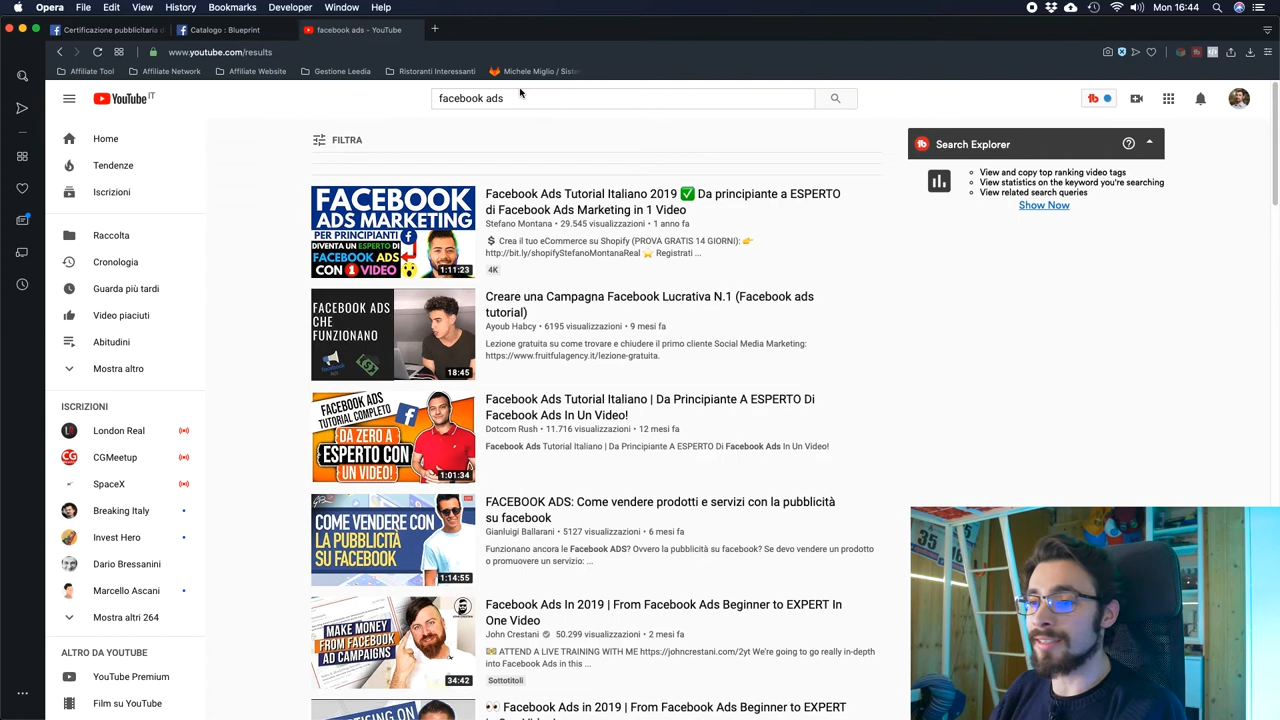 Opera File Edit View History Bookmarks Developer Window Help
Mon 16:44
Certificazione pubblicitaria d
Catalogo : Blueprint
facebook ads - YouTube
www.youtube.com/results
Affiliate Tool
Affiliate Network
Affiliate Website
Gestione Leedia
Ristoranti Interessanti
Michele Miglio / Siste
YouTube IT
facebook ads
Home
Tendenze
Iscrizioni
Raccolta
Cronologia
Guarda più tardi
Video piaciuti
Abitudini
Mostra altro
ISCRIZIONI
London Real
CGMeetup
SpaceX
Breaking Italy
Invest Hero
Dario Bressanini
Marcello Ascani
Mostra altri 264
ALTRO DA YOUTUBE
YouTube Premium
Film su YouTube
FILTRA
FACEBOOK
ADS MARKETING
PER PRINCIPIANTI
DIVENTA UN ESPERTO DI
FACEBOOK ADS
CON 1 VIDEO
1:11:23
Facebook Ads Tutorial Italiano 2019 ✅ Da principiante a ESPERTO
di Facebook Ads Marketing in 1 Video
Stefano Montana • 29.545 visualizzazioni • 1 anno fa
💲 Crea il tuo eCommerce su Shopify (PROVA GRATIS 14 GIORNI): 👉
http://bit.ly/shopifyStefanoMontanaReal ⭐ Registrati ...
4K
FACEBOOK ADS
CHE
FUNZIONANO
18:45
Creare una Campagna Facebook Lucrativa N.1 (Facebook ads
tutorial)
Ayoub Habcy • 6195 visualizzazioni • 9 mesi fa
Lezione gratuita su come trovare e chiudere il primo cliente Social Media Marketing:
https://www.fruitfulagency.it/lezione-gratuita.
FACEBOOK ADS
TUTORIAL COMPLETO
DA ZERO A
ESPERTO CON
UN VIDEO!
1:01:34
Facebook Ads Tutorial Italiano | Da Principiante A ESPERTO Di
Facebook Ads In Un Video!
Dotcom Rush • 11.716 visualizzazioni • 12 mesi fa
Facebook Ads Tutorial Italiano | Da Principiante A ESPERTO Di Facebook Ads In Un Video!
COME VENDERE CON
LA PUBBLICITÀ
SU FACEBOOK
1:14:55
FACEBOOK ADS: Come vendere prodotti e servizi con la pubblicità
su facebook
Gianluigi Ballarani • 5127 visualizzazioni • 6 mesi fa
Funzionano ancora le Facebook ADS? Ovvero la pubblicità su facebook? Se devo vendere un prodotto
o promuovere un servizio: ...
MAKE MONEY
FROM FACEBOOK
AD CAMPAIGNS
34:42
Facebook Ads In 2019 | From Facebook Ads Beginner to EXPERT In
One Video
John Crestani • 50.299 visualizzazioni • 2 mesi fa
🎫 ATTEND A LIVE TRAINING WITH ME https://johncrestani.com/2yt We're going to go really in-depth
into Facebook Ads in this ...
Sottotitoli
👀 Facebook Ads in 2019 | From Facebook Ads Beginner to EXPERT
Search Explorer
View and copy top ranking video tags
View statistics on the keyword you're searching
View related search queries
Show Now
35